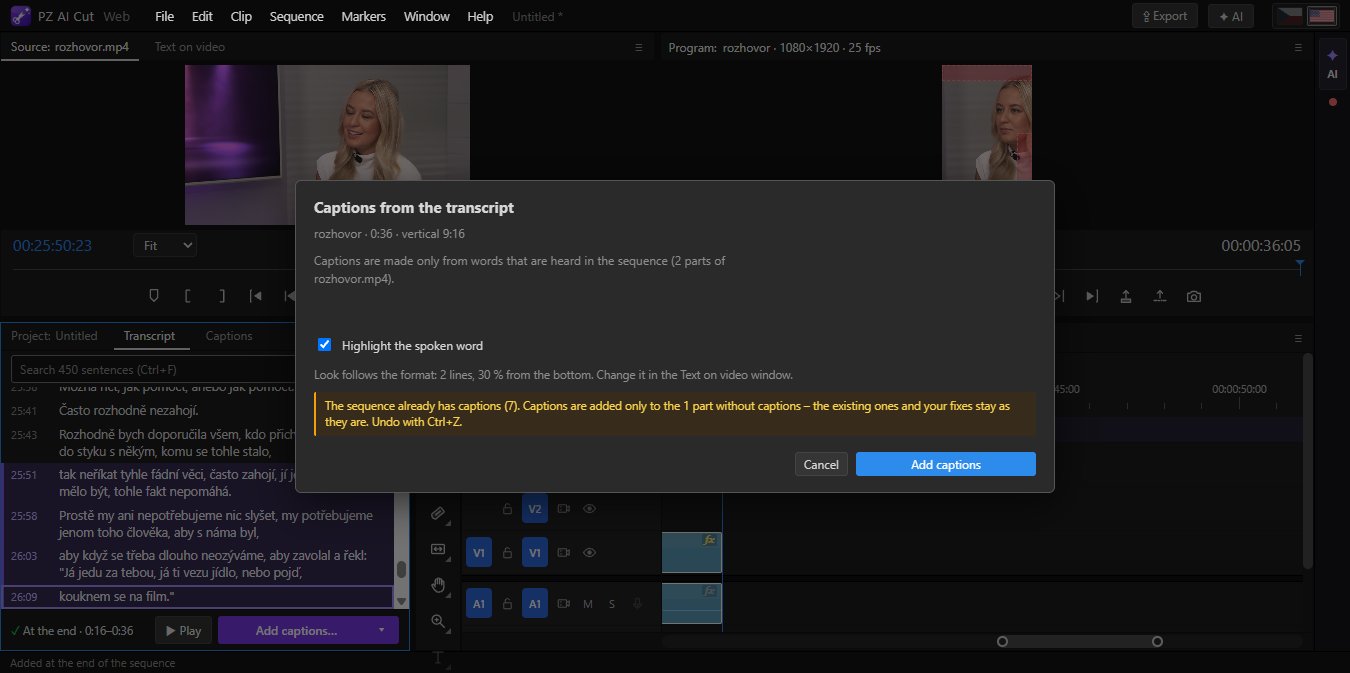 PZ AI Cut Web File Edit Clip Sequence Markers Window Help Untitled * Export AI
Source: rozhovor.mp4 Text on video
Program: rozhovor · 1080×1920 · 25 fps
AI
00:25:50:23 Fit
00:00:36:05
Captions from the transcript
rozhovor · 0:36 · vertical 9:16
Captions are made only from words that are heard in the sequence (2 parts of
rozhovor.mp4).
Highlight the spoken word
Look follows the format: 2 lines, 30 % from the bottom. Change it in the Text on video window.
The sequence already has captions (7). Captions are added only to the 1 part without captions – the existing ones and your fixes stay as
they are. Undo with Ctrl+Z.
Cancel Add captions
Project: Untitled Transcript Captions
Search 450 sentences (Ctrl+F)
45:00 00:00:50:00
25:41 Často rozhodně nezahojí.
25:43 Rozhodně bych doporučila všem, kdo přich
do styku s někým, komu se tohle stalo,
25:51 tak neříkat tyhle fádní věci, často zahojí, jí
mělo být, tohle fakt nepomáhá.
25:58 Prostě my ani nepotřebujeme nic slyšet, my potřebujeme
jenom toho člověka, aby s náma byl,
26:03 aby když se třeba dlouho neozýváme, aby zavolal a řekl:
"Já jedu za tebou, já ti vezu jídlo, nebo pojď,
26:09 kouknem se na film."
V2
V1 V1 fx
A1 A1 M S fx
T
✓ At the end · 0:16–0:36 Play Add captions...
Added at the end of the sequence